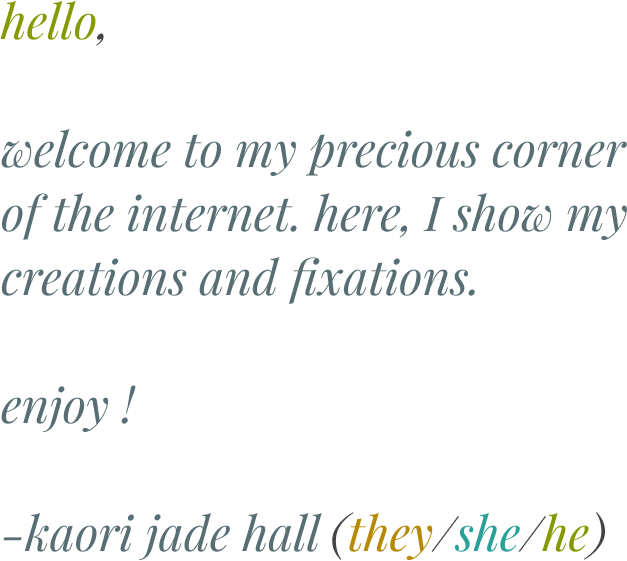 hello,
welcome to my precious corner
of the internet. here, I show my
creations and fixations.
enjoy !
-kaori jade hall (they/she/he)